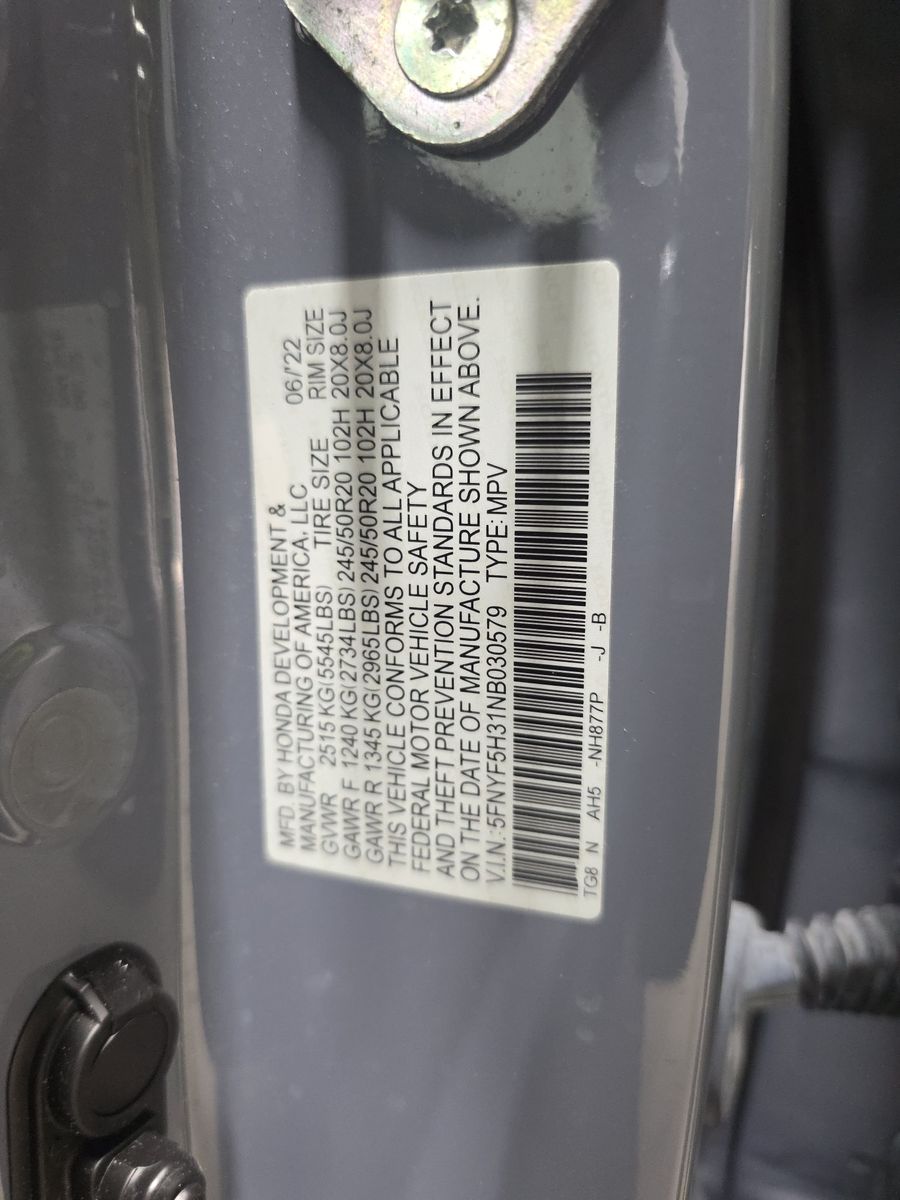 MFD. BY HONDA DEVELOPMENT &
MANUFACTURING OF AMERICA, LLC 06/'22
GVWR 2515 KG(5545LBS) TIRE SIZE RIM SIZE
GAWR F 1240 KG(2734LBS) 245/50R20 102H 20X8.0J
GAWR R 1345 KG(2965LBS) 245/50R20 102H 20X8.0J
THIS VEHICLE CONFORMS TO ALL APPLICABLE
FEDERAL MOTOR VEHICLE SAFETY
AND THEFT PREVENTION STANDARDS IN EFFECT
ON THE DATE OF MANUFACTURE SHOWN ABOVE.
V.I.N.:5FNYF5H31NB030579 TYPE:MPV
TG8 N AH5 -NH877P -J -B